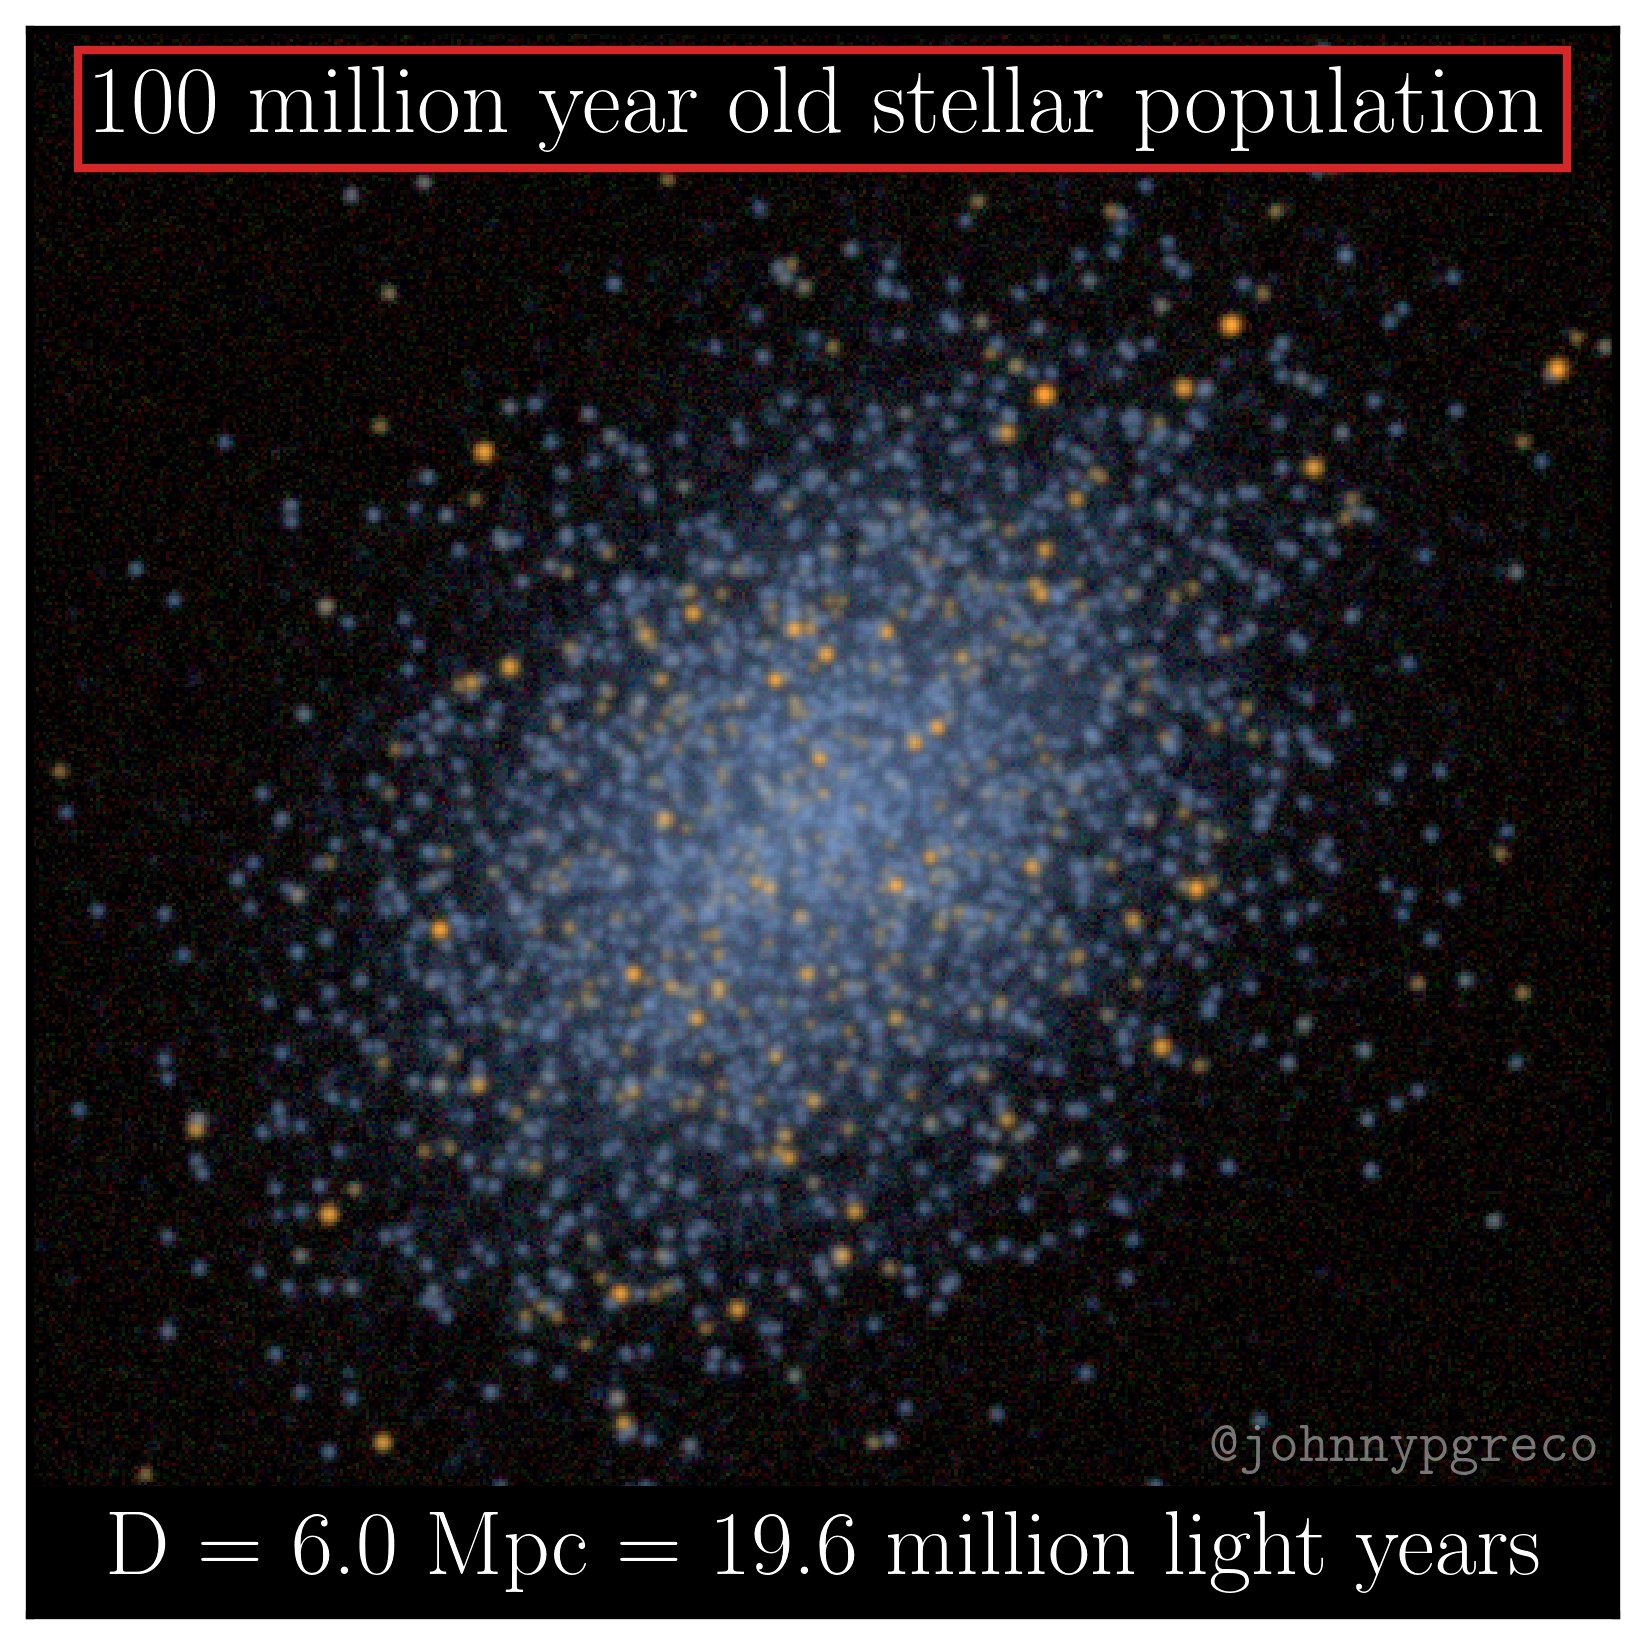 100 million year old stellar population
@johnnypgreco
D = 6.0 Mpc = 19.6 million light years